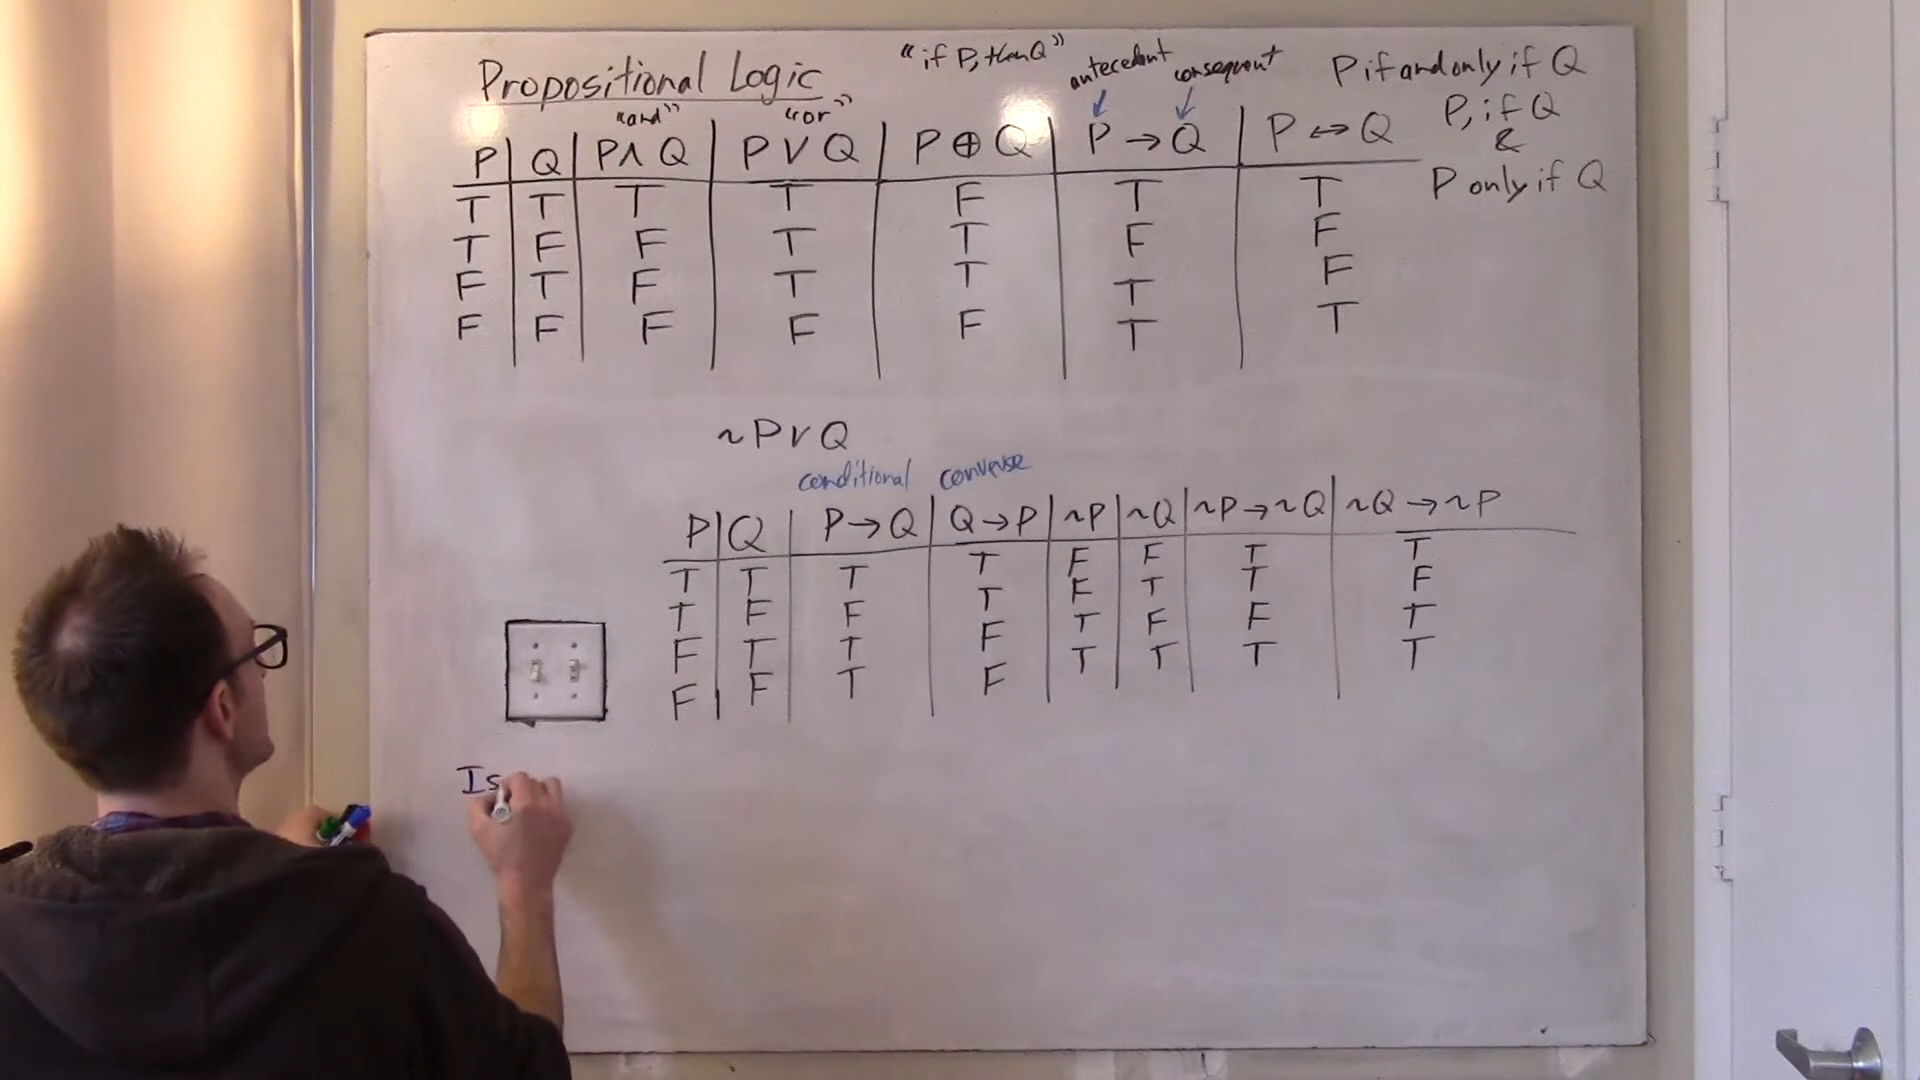 Propositional Logic
"if P, then Q"
antecedent
consequent
P if and only if Q
"and"
"or"
P, if Q
&
P only if Q
P Q P∧Q P∨Q P⊕Q P→Q P↔Q
T T T T F T T
T F F T T F F
F T F T T T F
F F F F F T T
~P∨Q
conditional converse
P Q P→Q Q→P ~P ~Q ~P→~Q ~Q→~P
T T T T F F T T
T F F T F T T F
F T T F T F F T
F F T F T T T T
Is